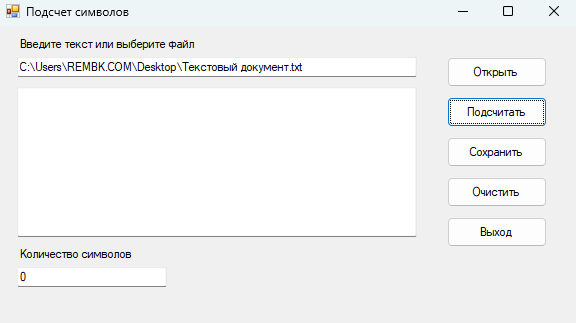 Подсчет символов
Введите текст или выберите файл
C:\Users\REMBK.COM\Desktop\Текстовый документ.txt
Открыть
Подсчитать
Сохранить
Очистить
Выход
Количество символов
0